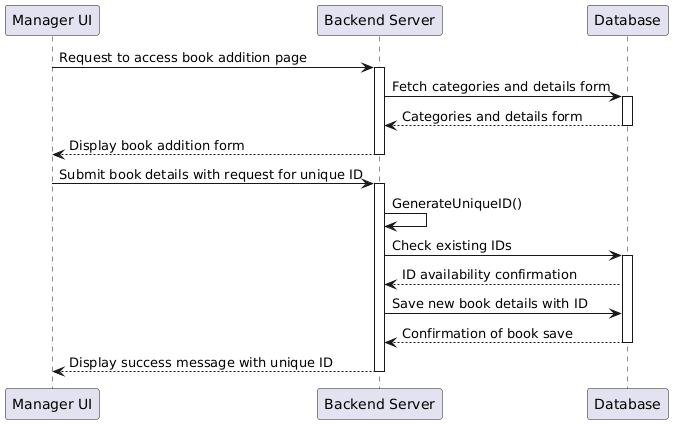 Manager UI
Backend Server
Database
Request to access book addition page
Fetch categories and details form
Categories and details form
Display book addition form
Submit book details with request for unique ID
GenerateUniqueID()
Check existing IDs
ID availability confirmation
Save new book details with ID
Confirmation of book save
Display success message with unique ID
Manager UI
Backend Server
Database